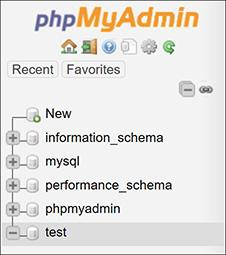 phpMyAdmin
Recent Favorites
New
information_schema
mysql
performance_schema
phpmyadmin
test